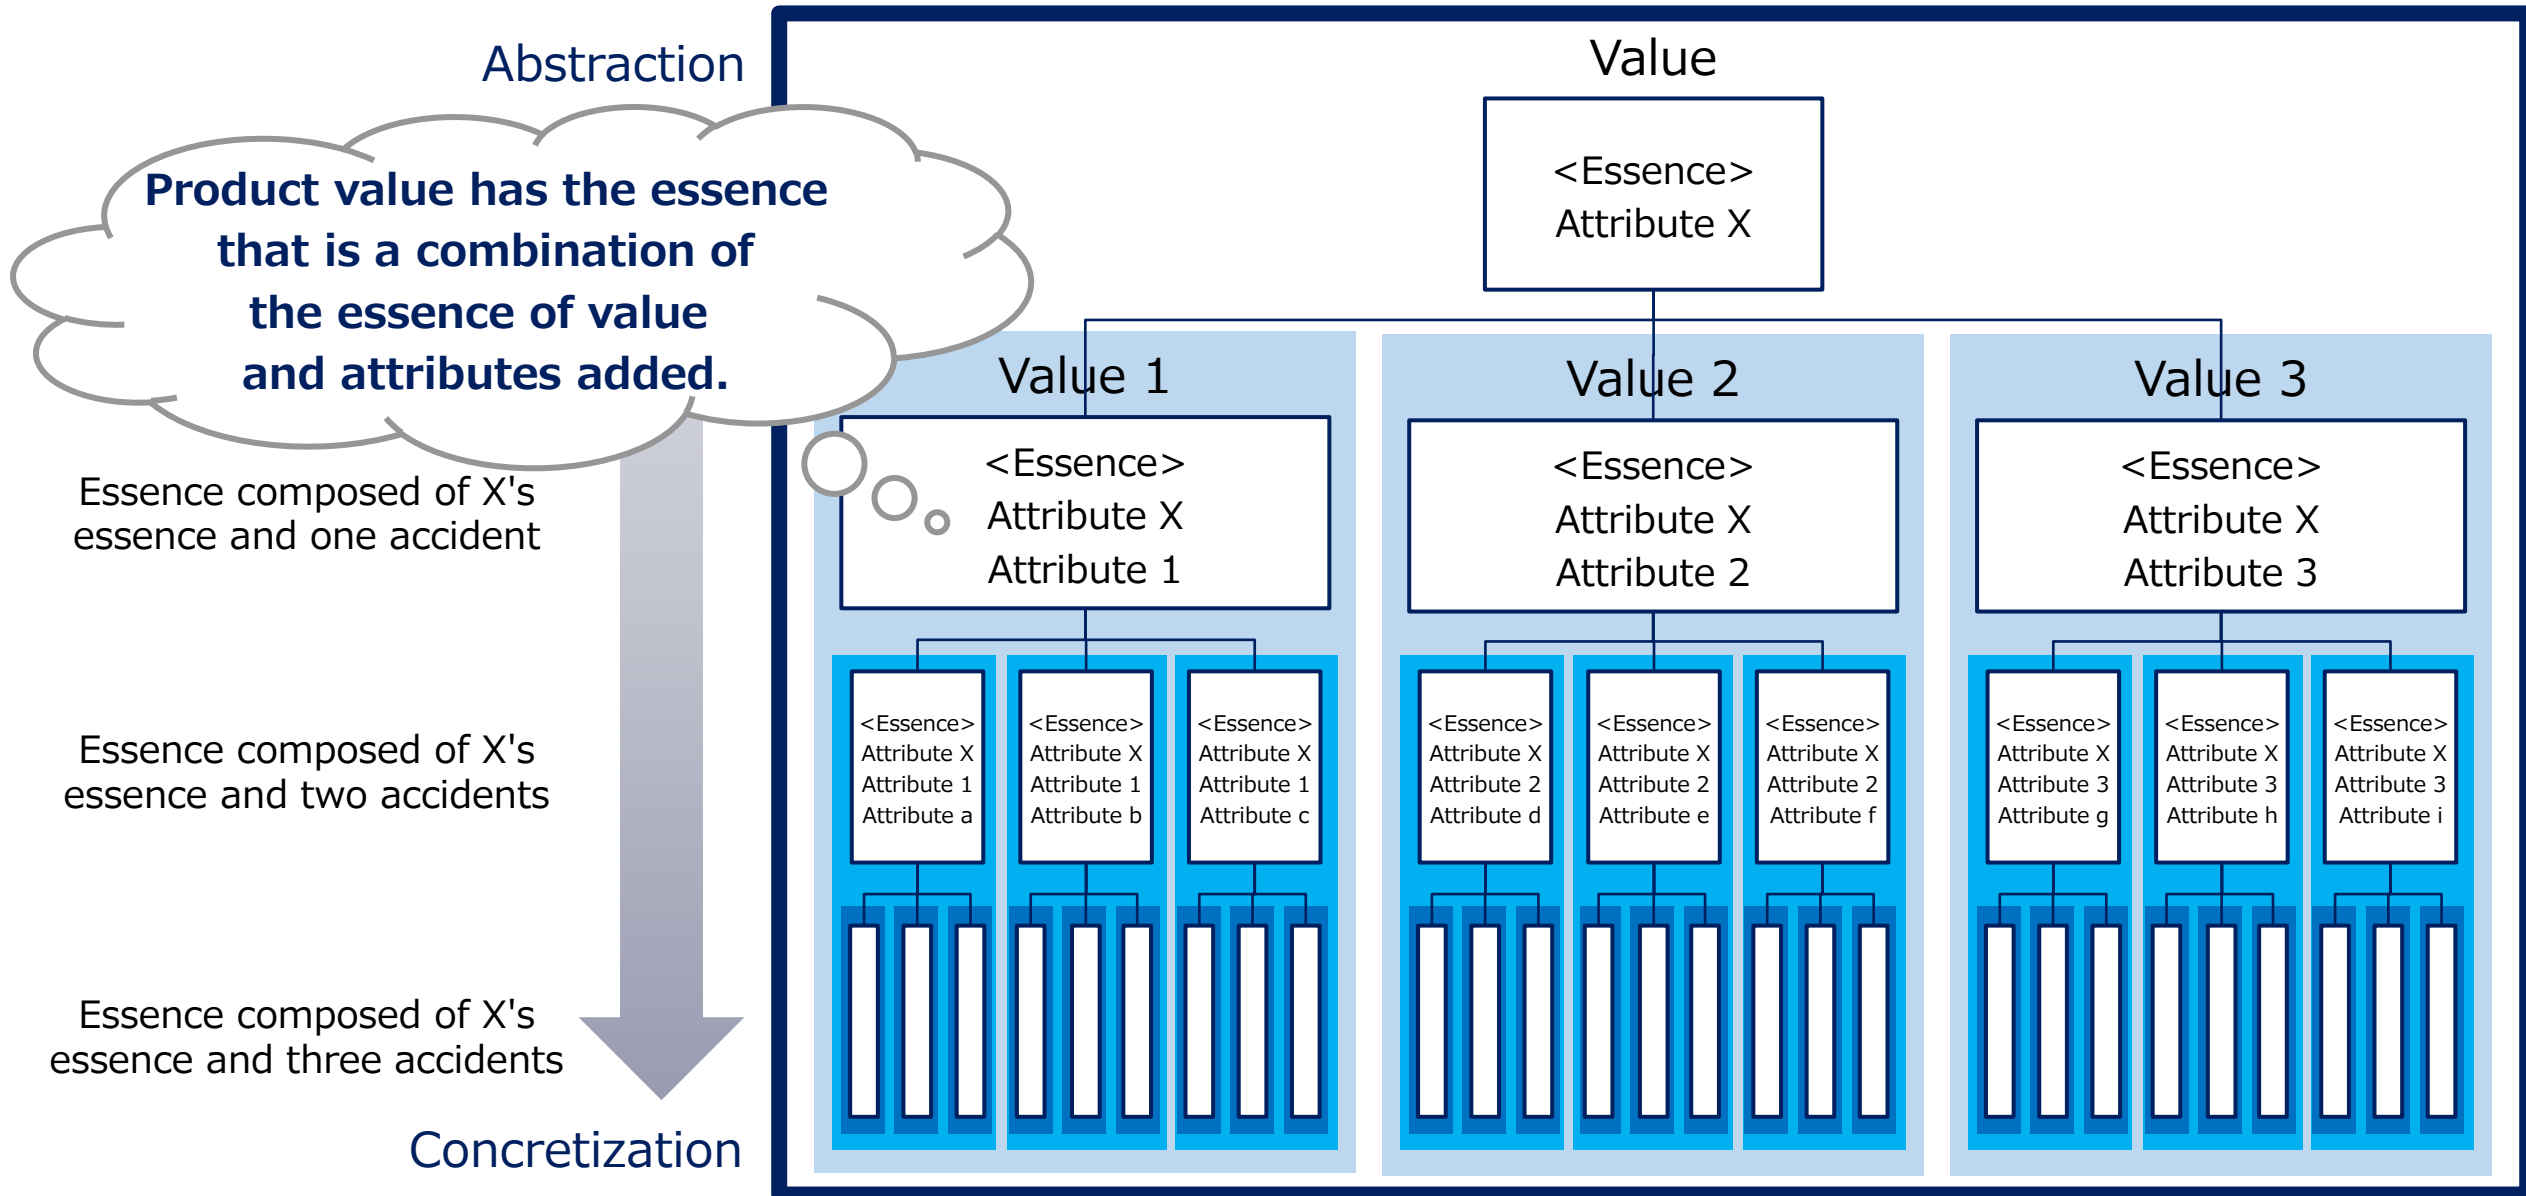 Abstraction
Product value has the essence
that is a combination of
the essence of value
and attributes added.
Essence composed of X's
essence and one accident
Essence composed of X's
essence and two accidents
Essence composed of X's
essence and three accidents
Concretization
Value
<Essence>
Attribute X
Value 1
<Essence>
Attribute X
Attribute 1
Value 2
<Essence>
Attribute X
Attribute 2
Value 3
<Essence>
Attribute X
Attribute 3
<Essence>
Attribute X
Attribute 1
Attribute a
<Essence>
Attribute X
Attribute 1
Attribute b
<Essence>
Attribute X
Attribute 1
Attribute c
<Essence>
Attribute X
Attribute 2
Attribute d
<Essence>
Attribute X
Attribute 2
Attribute e
<Essence>
Attribute X
Attribute 2
Attribute f
<Essence>
Attribute X
Attribute 3
Attribute g
<Essence>
Attribute X
Attribute 3
Attribute h
<Essence>
Attribute X
Attribute 3
Attribute i